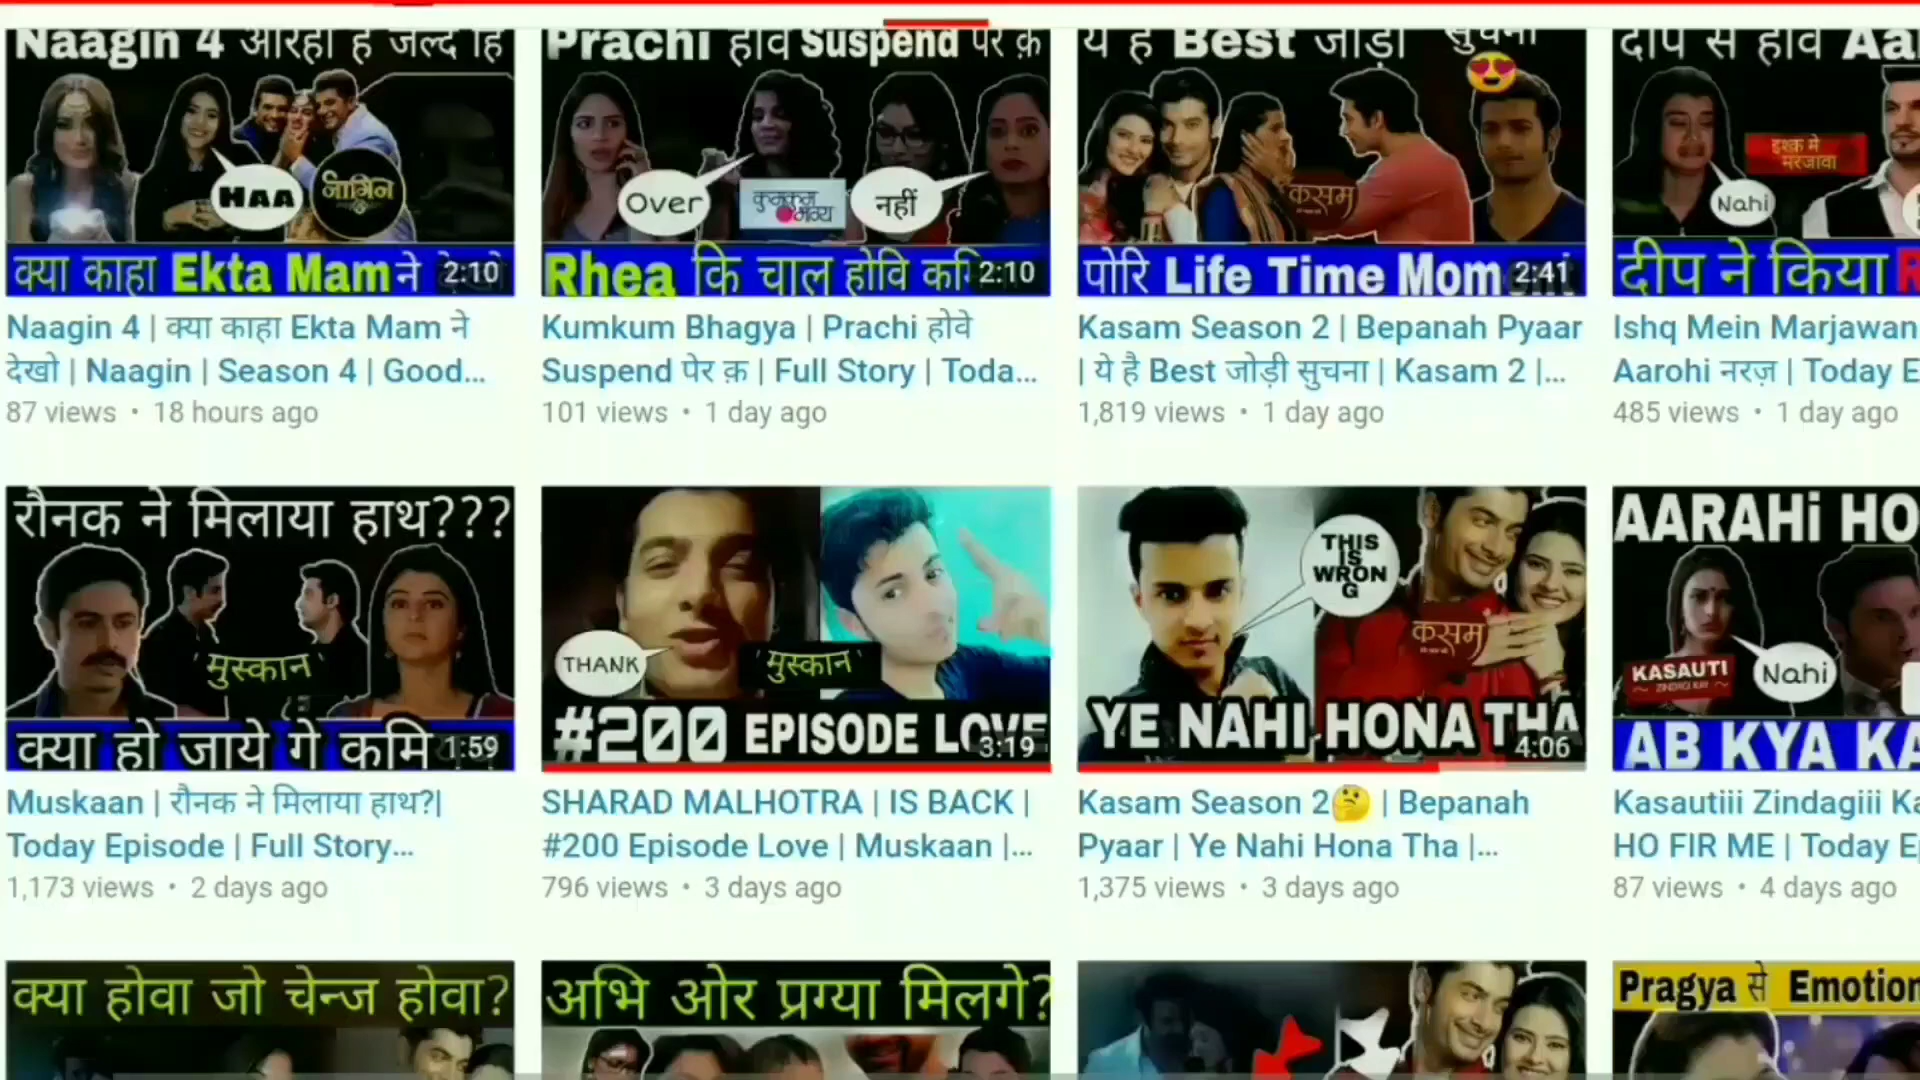 Naagin 4
HAA
नागिन
क्या काहा Ekta Mam ने
2:10
Naagin 4 | क्या काहा Ekta Mam ने
देखो | Naagin | Season 4 | Good...
87 views • 18 hours ago
Prachi होवे Suspend पेर क़
Over
कुमकुम
भाग्य
नहीं
Rhea कि चाल होवि
2:10
Kumkum Bhagya | Prachi होवे
Suspend पेर क़ | Full Story | Toda...
101 views • 1 day ago
ये है Best जोड़ी सुचना
कसम
पोरि Life Time Mom
2:41
Kasam Season 2 | Bepanah Pyaar
| ये है Best जोड़ी सुचना | Kasam 2 |...
1,819 views • 1 day ago
दीप से होवे
इश्क़ में
मरजावां
Nahi
दीप ने किया
Ishq Mein Marjawan
Aarohi नरज़ | Today E
485 views • 1 day ago
रौनक ने मिलाया हाथ???
मुस्कान
क्या हो जाये गे कमि
1:59
Muskaan | रौनक ने मिलाया हाथ?|
Today Episode | Full Story...
1,173 views • 2 days ago
THANK
मुस्कान
#200 EPISODE LOVE
3:19
SHARAD MALHOTRA | IS BACK |
#200 Episode Love | Muskaan |...
796 views • 3 days ago
THIS
IS
WRON
G
कसम
YE NAHI HONA THA
4:06
Kasam Season 2🤔 | Bepanah
Pyaar | Ye Nahi Hona Tha |...
1,375 views • 3 days ago
AARAHi HO
KASAUTI
ZINDAGII KAY
Nahi
AB KYA KA
Kasautiii Zindagiii Ka
HO FIR ME | Today E
87 views • 4 days ago
क्या होवा जो चेन्ज होवा?
अभि ओर प्रग्या मिलगे?
Pragya से Emotion